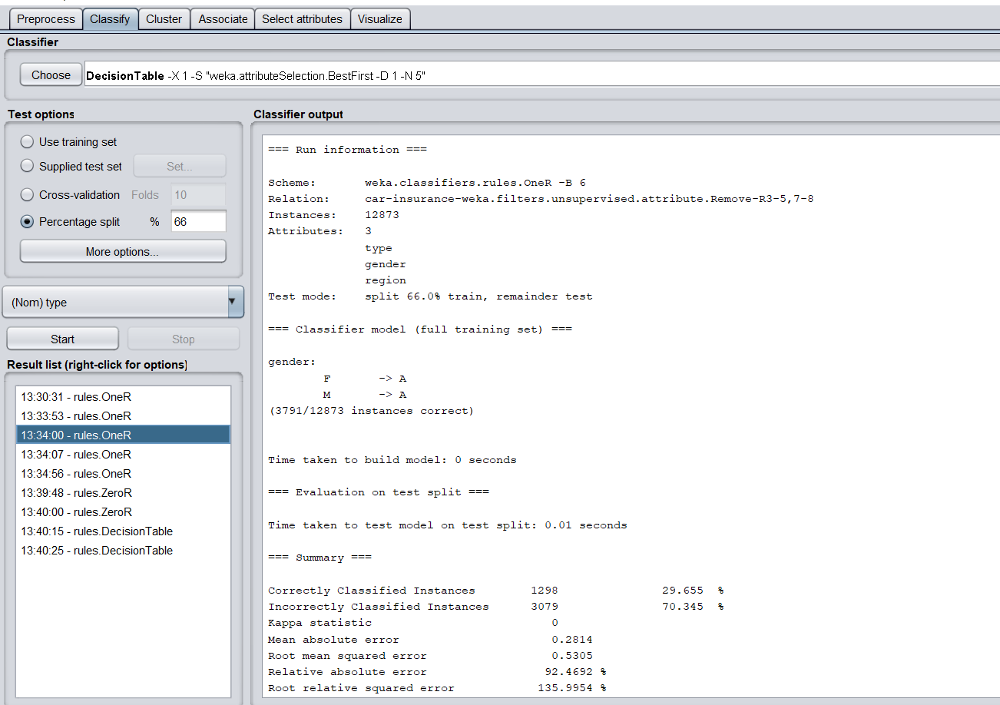 Preprocess Classify Cluster Associate Select attributes Visualize
Classifier
Choose DecisionTable -X 1 -S "weka.attributeSelection.BestFirst -D 1 -N 5"
Test options
Use training set
Supplied test set Set...
Cross-validation Folds 10
Percentage split % 66
More options...
(Nom) type
Start Stop
Result list (right-click for options)
13:30:31 - rules.OneR
13:33:53 - rules.OneR
13:34:00 - rules.OneR
13:34:07 - rules.OneR
13:34:56 - rules.OneR
13:39:48 - rules.ZeroR
13:40:00 - rules.ZeroR
13:40:15 - rules.DecisionTable
13:40:25 - rules.DecisionTable
Classifier output
=== Run information ===
Scheme: weka.classifiers.rules.OneR -B 6
Relation: car-insurance-weka.filters.unsupervised.attribute.Remove-R3-5,7-8
Instances: 12873
Attributes: 3
type
gender
region
Test mode: split 66.0% train, remainder test
=== Classifier model (full training set) ===
gender:
F -> A
M -> A
(3791/12873 instances correct)
Time taken to build model: 0 seconds
=== Evaluation on test split ===
Time taken to test model on test split: 0.01 seconds
=== Summary ===
Correctly Classified Instances 1298 29.655 %
Incorrectly Classified Instances 3079 70.345 %
Kappa statistic 0
Mean absolute error 0.2814
Root mean squared error 0.5305
Relative absolute error 92.4692 %
Root relative squared error 135.9954 %